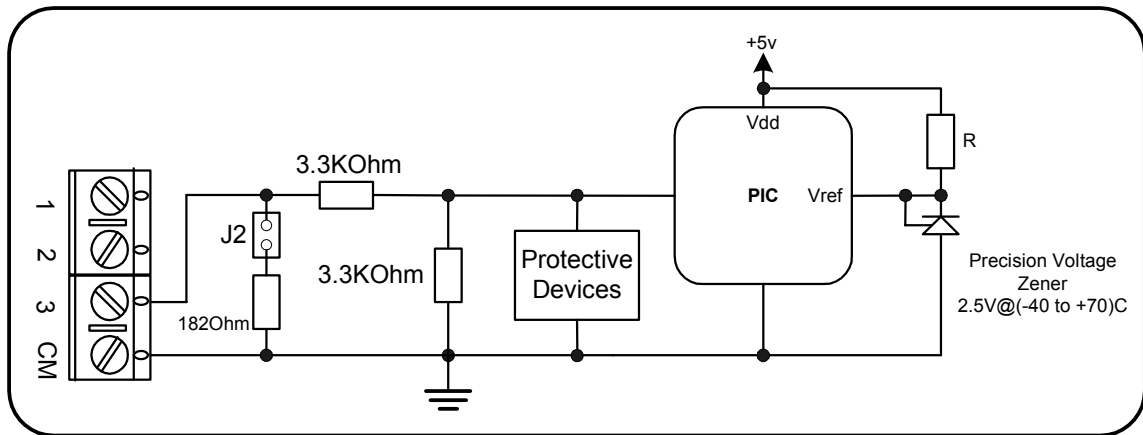 +5v
Vdd
R
3.3KOhm
PIC
Vref
1
2
3
CM
J2
3.3KOhm
182Ohm
Protective
Devices
Precision Voltage
Zener
2.5V@(-40 to +70)C